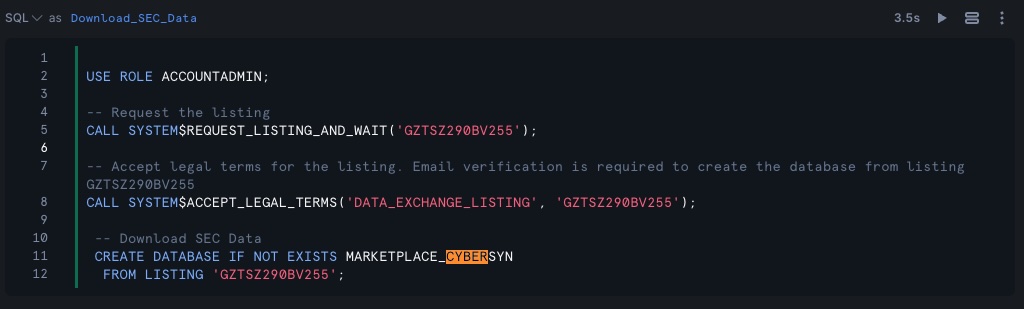 SQL as Download_SEC_Data 3.5s
1
2 USE ROLE ACCOUNTADMIN;
3
4 -- Request the listing
5 CALL SYSTEM$REQUEST_LISTING_AND_WAIT('GZTSZ290BV255');
6
7 -- Accept legal terms for the listing. Email verification is required to create the database from listing
GZTSZ290BV255
8 CALL SYSTEM$ACCEPT_LEGAL_TERMS('DATA_EXCHANGE_LISTING', 'GZTSZ290BV255');
9
10 -- Download SEC Data
11 CREATE DATABASE IF NOT EXISTS MARKETPLACE_CYBERSYN
12 FROM LISTING 'GZTSZ290BV255';